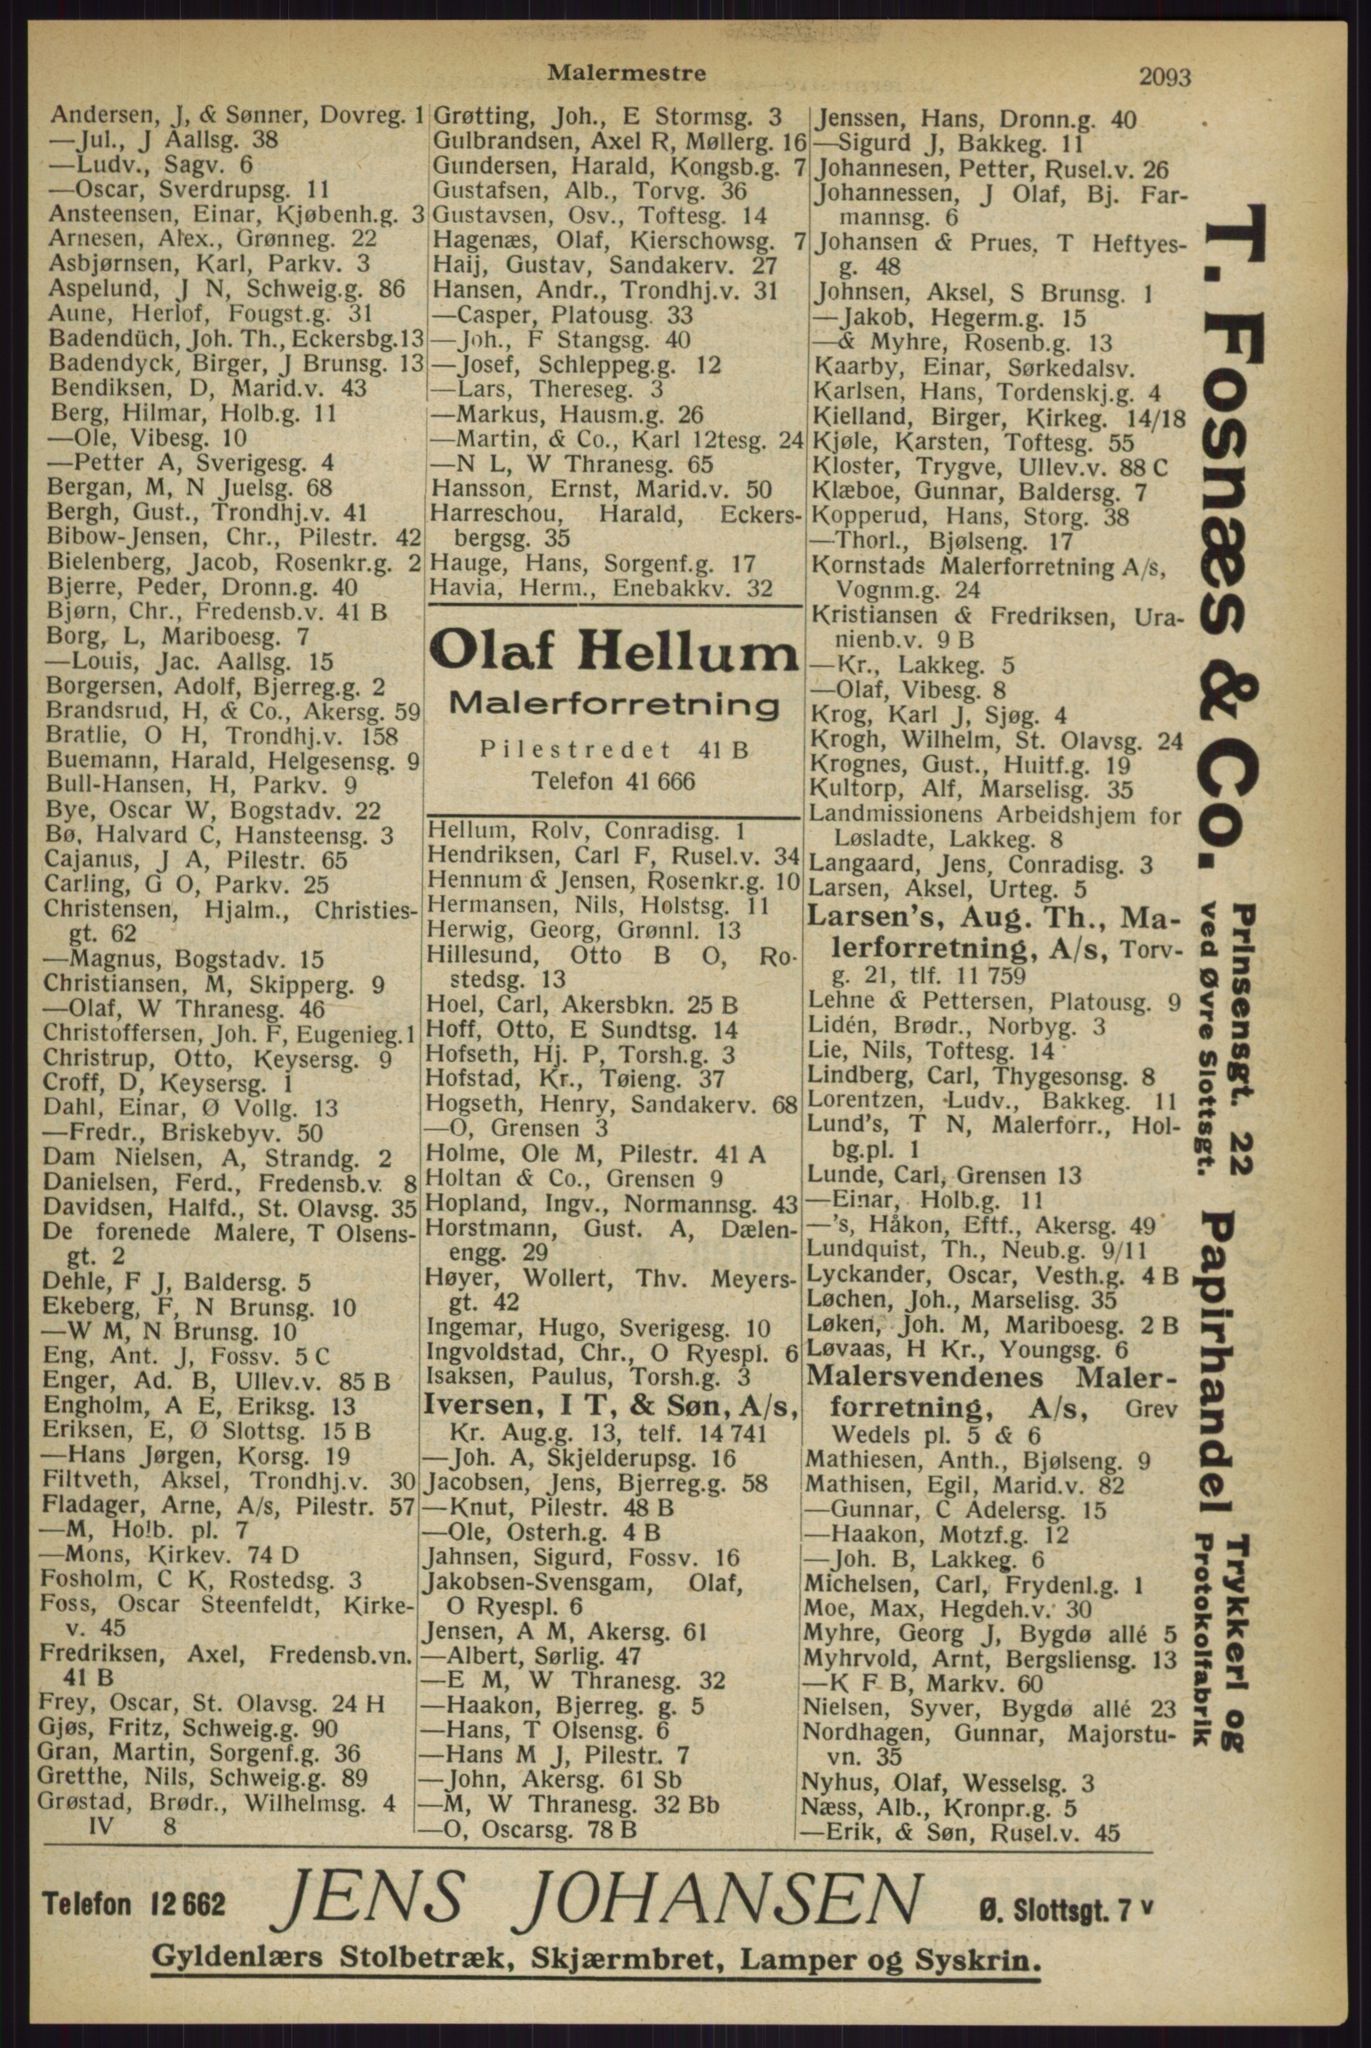 Malermestre
2093
Andersen, J, & Sønner, Dovreg. 1
—Jul., J Aallsg. 38
—Ludv., Sagv. 6
—Oscar, Sverdrupsg. 11
Ansteensen, Einar, Kjøbenh.g. 3
Arnesen, Alex., Grønneg. 22
Asbjørnsen, Karl, Parkv. 3
Aspelund, J N, Schweig.g. 86
Aune, Herlof, Fougst.g. 31
Badendüch, Joh. Th., Eckersbg.13
Badendyck, Birger, J Brunsg. 13
Bendiksen, D, Marid.v. 43
Berg, Hilmar, Holb.g. 11
—Ole, Vibesg. 10
—Petter A, Sverigesg. 4
Bergan, M, N Juelsg. 68
Bergh, Gust., Trondhj.v. 41
Bibow-Jensen, Chr., Pilestr. 42
Bielenberg, Jacob, Rosenkr.g. 2
Bjerre, Peder, Dronn.g. 40
Bjørn, Chr., Fredensb.v. 41 B
Borg, L, Mariboesg. 7
—Louis, Jac. Aallsg. 15
Borgersen, Adolf, Bjerreg.g. 2
Brandsrud, H, & Co., Akersg. 59
Bratlie, O H, Trondhj.v. 158
Buemann, Harald, Helgesensg. 9
Bull-Hansen, H, Parkv. 9
Bye, Oscar W, Bogstadv. 22
Bø, Halvard C, Hansteensg. 3
Cajanus, J A, Pilestr. 65
Carling, G O, Parkv. 25
Christensen, Hjalm., Christies-
gt. 62
—Magnus, Bogstadv. 15
Christiansen, M, Skipperg. 9
—Olaf, W Thranesg. 46
Christoffersen, Joh. F, Eugenieg.1
Christrup, Otto, Keysersg. 9
Croff, D, Keysersg. 1
Dahl, Einar, Ø Vollg. 13
—Fredr., Briskebyv. 50
Dam Nielsen, A, Strandg. 2
Danielsen, Ferd., Fredensb.v. 8
Davidsen, Halfd., St. Olavsg. 35
De forenede Malere, T Olsens-
gt. 2
Dehle, F J, Baldersg. 5
Ekeberg, F, N Brunsg. 10
—W M, N Brunsg. 10
Eng, Ant. J, Fossv. 5 C
Enger, Ad. B, Ullev.v. 85 B
Engholm, A E, Eriksg. 13
Eriksen, E, Ø Slottsg. 15 B
—Hans Jørgen, Korsg. 19
Filtveth, Aksel, Trondhj.v. 30
Fladager, Arne, A/s, Pilestr. 57
—M, Holb. pl. 7
—Mons, Kirkev. 74 D
Fosholm, C K, Rostedsg. 3
Foss, Oscar Steenfeldt, Kirke-
v. 45
Fredriksen, Axel, Fredensb.vn.
41 B
Frey, Oscar, St. Olavsg. 24 H
Gjøs, Fritz, Schweig.g. 90
Gran, Martin, Sorgenf.g. 36
Gretthe, Nils, Schweig.g. 89
Grøstad, Brødr., Wilhelmsg. 4
IV 8
Grøtting, Joh., E Stormsg. 3
Gulbrandsen, Axel R, Møllerg. 16
Gundersen, Harald, Kongsb.g. 7
Gustafsen, Alb., Torvg. 36
Gustavsen, Osv., Toftesg. 14
Hagenæs, Olaf, Kierschowsg. 7
Haij, Gustav, Sandakerv. 27
Hansen, Andr., Trondhj.v. 31
—Casper, Platousg. 33
—Joh., F Stangsg. 40
—Josef, Schleppeg.g. 12
—Lars, Thereseg. 3
—Markus, Hausm.g. 26
—Martin, & Co., Karl 12tesg. 24
—N L, W Thranesg. 65
Hansson, Ernst, Marid.v. 50
Harreschou, Harald, Eckers-
bergsg. 35
Hauge, Hans, Sorgenf.g. 17
Havia, Herm., Enebakkv. 32
Olaf Hellum
Malerforretning
Pilestredet 41 B
Telefon 41 666
Hellum, Rolv, Conradisg. 1
Hendriksen, Carl F, Rusel.v. 34
Hennum & Jensen, Rosenkr.g. 10
Hermansen, Nils, Holstsg. 11
Herwig, Georg, Grønnl. 13
Hillesund, Otto B O, Ro-
stedsg. 13
Hoel, Carl, Akersbkn. 25 B
Hoff, Otto, E Sundtsg. 14
Hofseth, Hj. P, Torsh.g. 3
Hofstad, Kr., Tøieng. 37
Hogseth, Henry, Sandakerv. 68
—O, Grensen 3
Holme, Ole M, Pilestr. 41 A
Holtan & Co., Grensen 9
Hopland, Ingv., Normannsg. 43
Horstmann, Gust. A, Dælen-
engg. 29
Høyer, Wollert, Thv. Meyers-
gt. 42
Ingemar, Hugo, Sverigesg. 10
Ingvoldstad, Chr., O Ryespl. 6
Isaksen, Paulus, Torsh.g. 3
Iversen, I T, & Søn, A/s,
Kr. Aug.g. 13, telf. 14 741
—Joh. A, Skjelderupsg. 16
Jacobsen, Jens, Bjerreg.g. 58
—Knut, Pilestr. 48 B
—Ole, Osterh.g. 4 B
Jahnsen, Sigurd, Fossv. 16
Jakobsen-Svensgam, Olaf,
O Ryespl. 6
Jensen, A M, Akersg. 61
—Albert, Sørlig. 47
—E M, W Thranesg. 32
—Haakon, Bjerreg. g. 5
—Hans, T Olsensg. 6
—Hans M J, Pilestr. 7
—John, Akersg. 61 Sb
—M, W Thranesg. 32 Bb
—O, Oscarsg. 78 B
Jenssen, Hans, Dronn.g. 40
—Sigurd J, Bakkeg. 11
Johannesen, Petter, Rusel.v. 26
Johannessen, J Olaf, Bj. Far-
mannsg. 6
Johansen & Prues, T Heftyes-
g. 48
Johnsen, Aksel, S Brunsg. 1
—Jakob, Hegerm.g. 15
—& Myhre, Rosenb.g. 13
Kaarby, Einar, Sørkedalsv.
Karlsen, Hans, Tordenskj.g. 4
Kielland, Birger, Kirkeg. 14/18
Kjøle, Karsten, Toftesg. 55
Kloster, Trygve, Ullev.v. 88 C
Klæboe, Gunnar, Baldersg. 7
Kopperud, Hans, Storg. 38
—Thorl., Bjølseng. 17
Kornstads Malerforretning A/s,
Vognm.g. 24
Kristiansen & Fredriksen, Ura-
nienb.v. 9 B
—Kr., Lakkeg. 5
—Olaf, Vibesg. 8
Krog, Karl J, Sjøg. 4
Krogh, Wilhelm, St. Olavsg. 24
Krognes, Gust., Huitf.g. 19
Kultorp, Alf, Marselisg. 35
Landmissionens Arbeidshjem for
Løsladte, Lakkeg. 8
Langaard, Jens, Conradisg. 3
Larsen, Aksel, Urteg. 5
Larsen's, Aug. Th., Ma-
lerforretning, A/s, Torv-
g. 21, tlf. 11 759
Lehne & Pettersen, Platousg. 9
Lidén, Brødr., Norbyg. 3
Lie, Nils, Toftesg. 14
Lindberg, Carl, Thygesonsg. 8
Lorentzen, Ludv., Bakkeg. 11
Lund's, T N, Malerforr., Hol-
bg.pl. 1
Lunde, Carl, Grensen 13
—Einar, Holb.g. 11
—'s, Håkon, Eftf., Akersg. 49
Lundquist, Th., Neub.g. 9/11
Lyckander, Oscar, Vesth.g. 4 B
Løchen, Joh., Marselisg. 35
Løken, Joh. M, Mariboesg. 2 B
Løvaas, H Kr., Youngsg. 6
Malersvendenes Maler-
forretning, A/s, Grev
Wedels pl. 5 & 6
Mathiesen, Anth., Bjølseng. 9
Mathisen, Egil, Marid.v. 82
—Gunnar, C Adelersg. 15
—Haakon, Motzf.g. 12
—Joh. B, Lakkeg. 6
Michelsen, Carl, Frydenl.g. 1
Moe, Max, Hegdeh.v. 30
Myhre, Georg J, Bygdø allé 5
Myhrvold, Arnt, Bergsliensg. 13
—K F B, Markv. 60
Nielsen, Syver, Bygdø allé 23
Nordhagen, Gunnar, Majorstu-
vn. 35
Nyhus, Olaf, Wesselsg. 3
Næss, Alb., Kronpr.g. 5
—Erik, & Søn, Rusel.v. 45
T. Fosnæs & Co.
Prinsensgt. 22
ved Øvre Slottsgt.
Papirhandel
Trykkeri og
Protokolfabrik
Telefon 12 662
JENS JOHANSEN
Ø. Slottsgt. 7 v
Gyldenlærs Stolbetræk, Skjærmbret, Lamper og Syskrin.